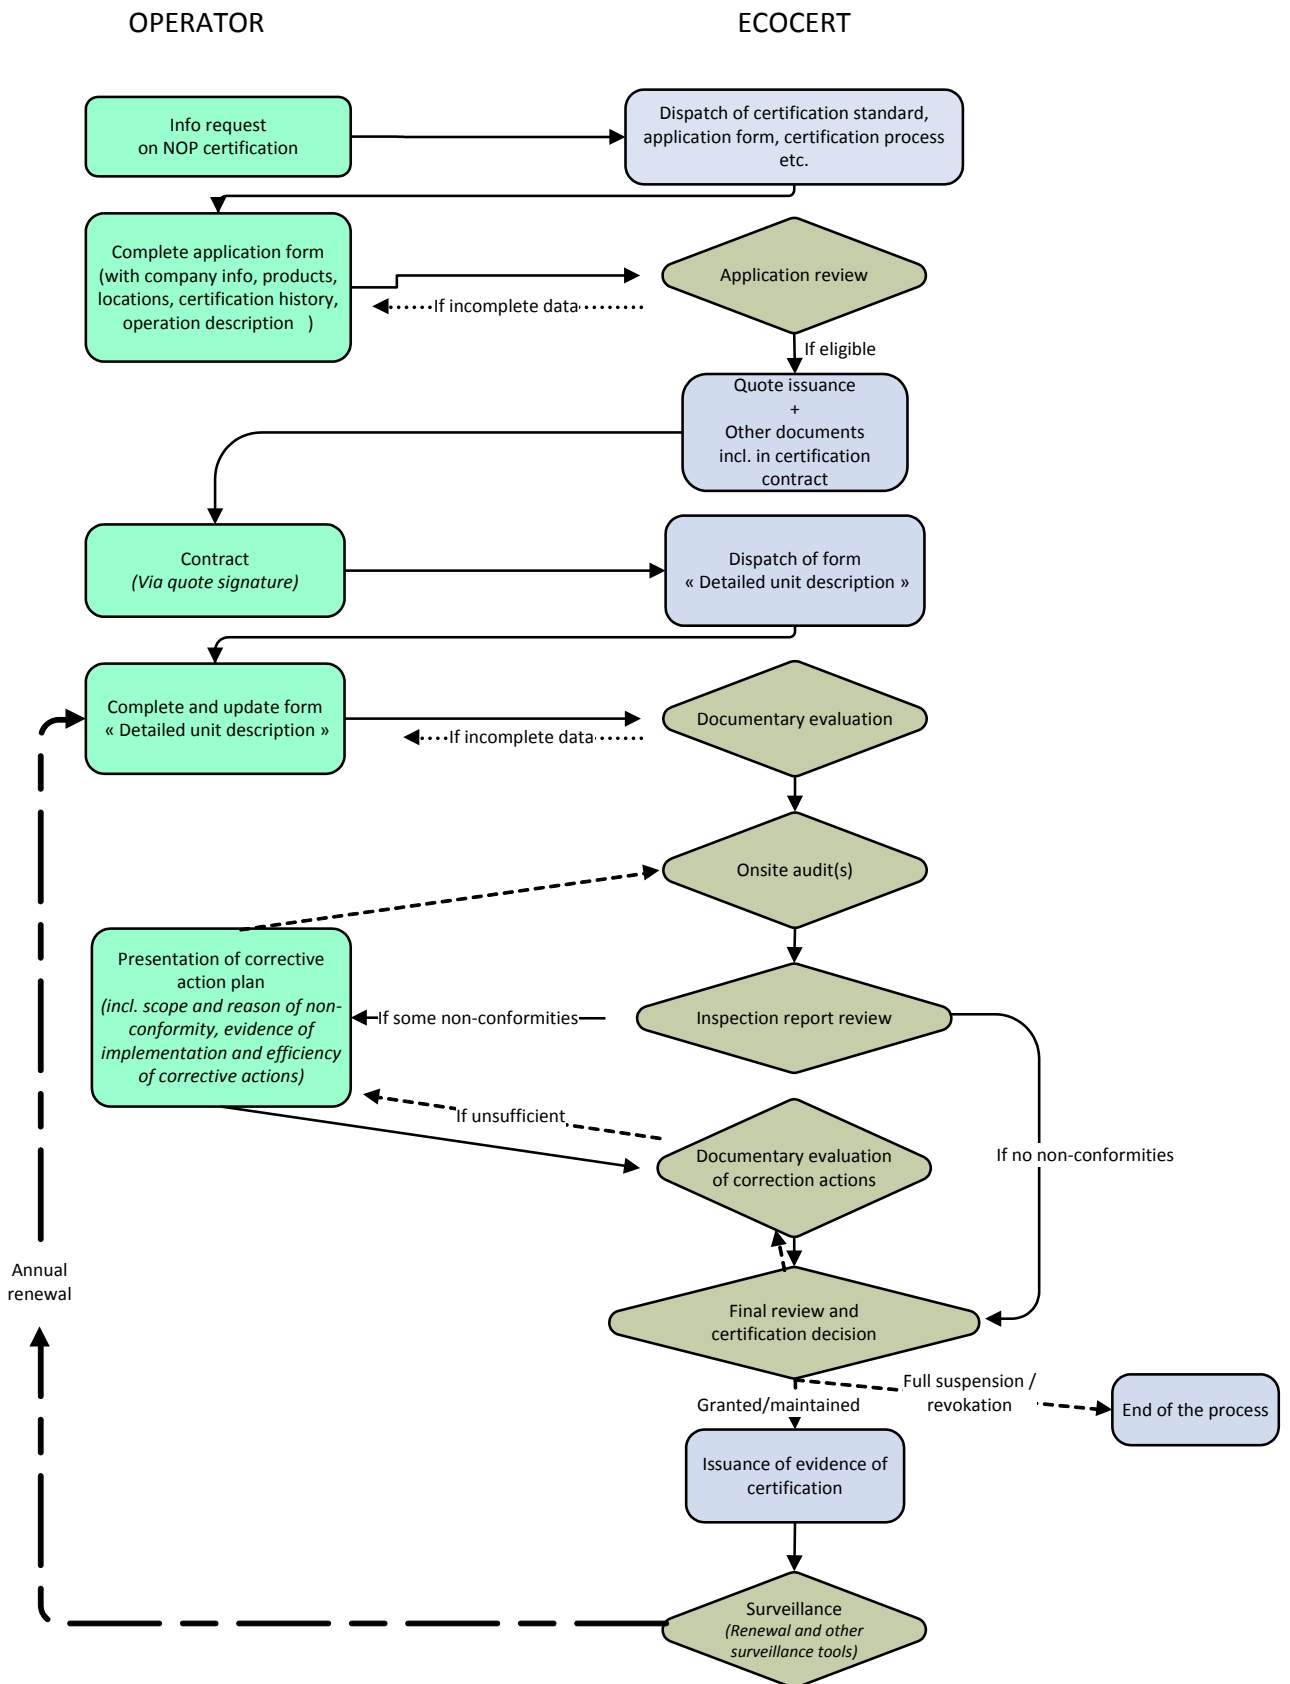 OPERATOR
ECOCERT
Info request
on NOP certification
Dispatch of certification standard,
application form, certification process
etc.
Complete application form
(with company info, products,
locations, certification history,
operation description )
Application review
If incomplete data
If eligible
Quote issuance
+
Other documents
incl. in certification
contract
Contract
(Via quote signature)
Dispatch of form
« Detailed unit description »
Complete and update form
« Detailed unit description »
Documentary evaluation
If incomplete data
Onsite audit(s)
Presentation of corrective
action plan
(incl. scope and reason of non-
conformity, evidence of
implementation and efficiency
of corrective actions)
If some non-conformities
Inspection report review
If unsufficient
Documentary evaluation
of correction actions
If no non-conformities
Annual
renewal
Final review and
certification decision
Full suspension /
revokation
Granted/maintained
End of the process
Issuance of evidence of
certification
Surveillance
(Renewal and other
surveillance tools)